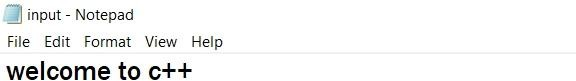 input - Notepad
File Edit Format View Help
welcome to c++